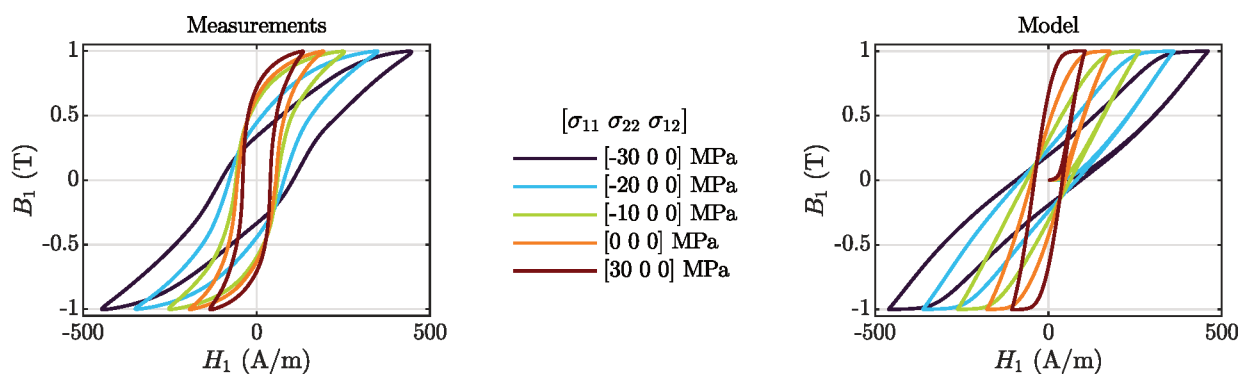 Measurements
1
0.5
0
-0.5
-1
-500
0
500
B₁ (T)
H₁ (A/m)
[σ₁₁ σ₂₂ σ₁₂]
[-30 0 0] MPa
[-20 0 0] MPa
[-10 0 0] MPa
[0 0 0] MPa
[30 0 0] MPa
Model
1
0.5
0
-0.5
-1
-500
0
500
B₁ (T)
H₁ (A/m)